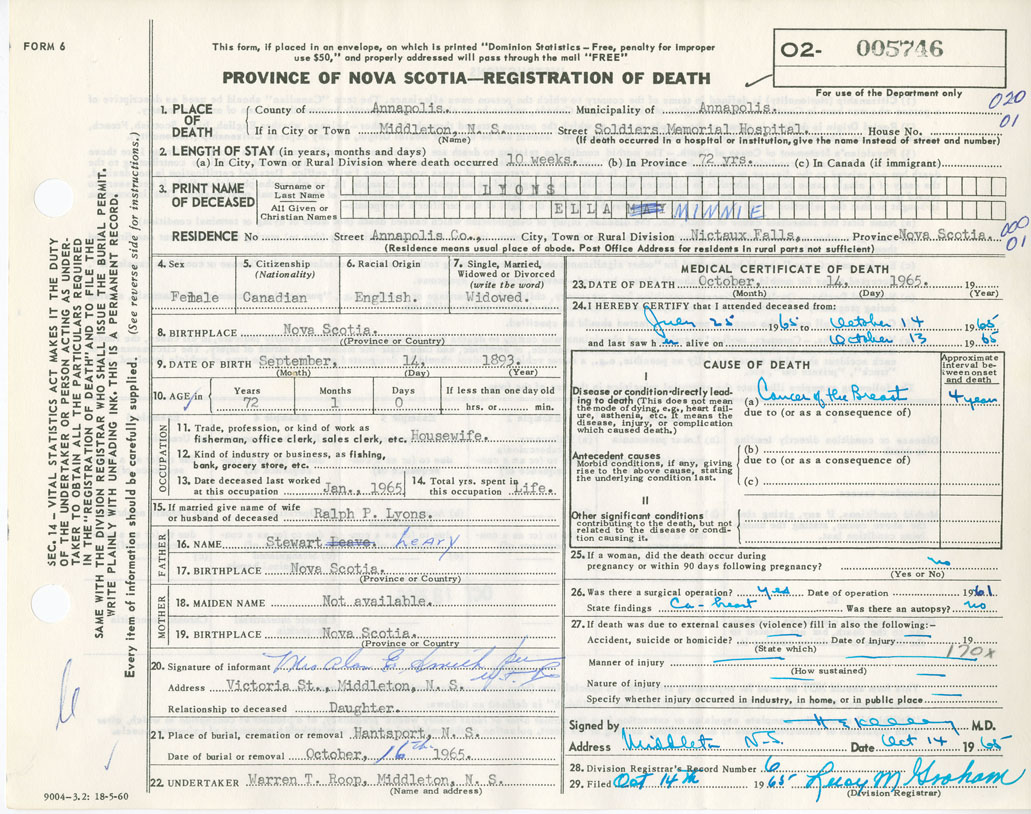 FORM 6
This form, if placed in an envelope, on which is printed "Dominion Statistics – Free, penalty for improper
use $50," and properly addressed will pass through the mail "FREE"
PROVINCE OF NOVA SCOTIA—REGISTRATION OF DEATH
O2- 005746
For use of the Department only
020
01
1. PLACE OF DEATH
County of Annapolis. Municipality of Annapolis.
If in City or Town Middleton, N. S. Street Soldiers Memorial Hospital. House No.
(Name) (If death occurred in a hospital or institution, give the name instead of street and number)
2. LENGTH OF STAY (in years, months and days)
(a) In City, Town or Rural Division where death occurred 10 weeks. (b) In Province 72 yrs. (c) In Canada (if immigrant)
3. PRINT NAME OF DECEASED
Surname or Last Name LYONS
All Given or Christian Names ELLA MAY MINNIE
RESIDENCE No Street Annapolis Co., City, Town or Rural Division Nictaux Falls, Province Nova Scotia.
(Residence means usual place of abode. Post Office Address for residents in rural parts not sufficient)
000
01
4. Sex
Female
5. Citizenship
(Nationality)
Canadian
6. Racial Origin
English.
7. Single, Married,
Widowed or Divorced
(write the word)
Widowed.
8. BIRTHPLACE Nova Scotia.
(Province or Country)
9. DATE OF BIRTH September, 14, 1893.
(Month) (Day) (Year)
10. AGE in
Years Months Days If less than one day old
72 1 0 hrs. or min.
OCCUPATION
11. Trade, profession, or kind of work as
fisherman, office clerk, sales clerk, etc. Housewife.
12. Kind of industry or business, as fishing,
bank, grocery store, etc.
13. Date deceased last worked
at this occupation Jan., 1965
14. Total yrs. spent in
this occupation Life.
15. If married give name of wife
or husband of deceased Ralph P. Lyons.
FATHER
16. NAME Stewart Leave. LEARY
17. BIRTHPLACE Nova Scotia.
(Province or Country)
MOTHER
18. MAIDEN NAME Not available.
19. BIRTHPLACE Nova Scotia.
(Province or Country)
20. Signature of informant Mrs Alan E Smith per
Address Victoria St., Middleton, N. S.
Relationship to deceased Daughter.
21. Place of burial, cremation or removal Hantsport, N. S.
Date of burial or removal October, 16th 1965.
22. UNDERTAKER Warren T. Roop, Middleton, N. S.
(Name and address)
9004-3.2: 18-5-60
SEC. 14 – VITAL STATISTICS ACT MAKES IT THE DUTY
OF THE UNDERTAKER OR PERSON ACTING AS UNDER-
TAKER TO OBTAIN ALL THE PARTICULARS REQUIRED
IN THE "REGISTRATION OF DEATH" AND TO FILE THE
SAME WITH THE DIVISION REGISTRAR WHO SHALL ISSUE THE BURIAL PERMIT.
WRITE PLAINLY WITH UNFADING INK. THIS IS A PERMANENT RECORD.
Every item of information should be carefully supplied. (See reverse side for instructions.)
MEDICAL CERTIFICATE OF DEATH
23. DATE OF DEATH October, 14, 1965. 19
(Month) (Day) (Year)
24. I HEREBY CERTIFY that I attended deceased from:
July 25 1965 to October 14 1965
and last saw her alive on October 13 1965
CAUSE OF DEATH
Approximate
interval be-
tween onset
and death
I
Disease or condition directly lead-
ing to death (This does not mean
the mode of dying, e.g., heart fail-
ure, asthenia, etc. It means the
disease, injury, or complication
which caused death.)
(a) Cancer of the Breast 4 years
due to (or as a consequence of)
Antecedent causes
Morbid conditions, if any, giving
rise to the above cause, stating
the underlying condition last.
(b)
due to (or as a consequence of)
(c)
II
Other significant conditions
contributing to the death, but not
related to the disease or condi-
tion causing it.
25. If a woman, did the death occur during
pregnancy or within 90 days following pregnancy? no
(Yes or No)
26. Was there a surgical operation? yes Date of operation 1961
State findings Ca- breast Was there an autopsy? no
27. If death was due to external causes (violence) fill in also the following:–
Accident, suicide or homicide? Date of injury 19
(State which)
170x
Manner of injury
(How sustained)
Nature of injury
Specify whether injury occurred in industry, in home, or in public place
Signed by M.D.
Address Middleton N.S. Date Oct 14 1965
28. Division Registrar's Record Number 6
29. Filed Oct 14th 1965 M. Graham
(Division Registrar)